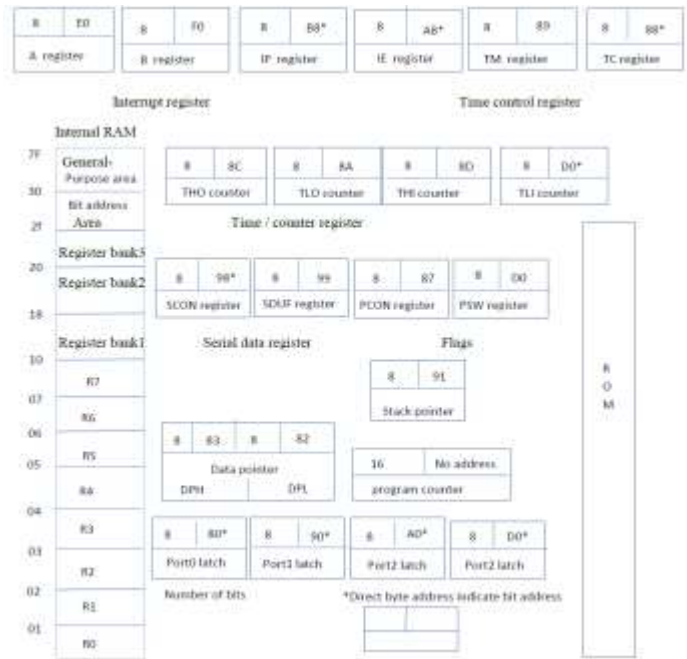 8 E0 8 F0 8 B8* 8 A8* 8 89 8 88*
A register B register IP register IE register TM register TC register
Interrupt register Time control register
Internal RAM
7F
General-
Purpose area
30
Bit address
Area
2f
Register bank3
20
Register bank2
18
Register bank1
10
R7
07
R6
06
R5
05
R4
04
R3
03
R2
02
R1
01
R0
8 8C 8 8A 8 8D 8 D0*
THO counter TLO counter THI counter TLI counter
Time / counter register
8 98* 8 99 8 87 8 D0
SCON register SDUF register PCON register PSW register
Serial data register Flags
8 91
Stack pointer
8 83 8 82
Data pointer
DPH DPL
16 No address
program counter
8 80* 8 90* 8 A0* 8 D0*
Port0 latch Port1 latch Port2 latch Port2 latch
Number of bits *Direct byte address indicate bit address
R
O
M